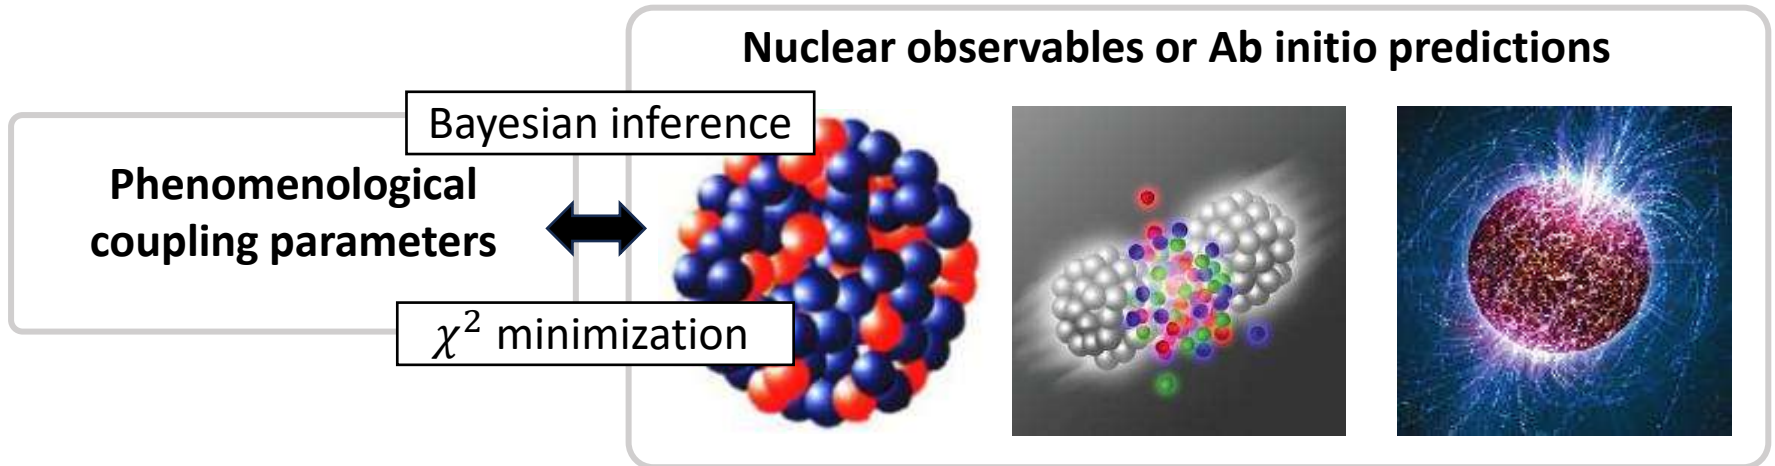 Nuclear observables or Ab initio predictions
Bayesian inference
Phenomenological
coupling parameters
χ² minimization